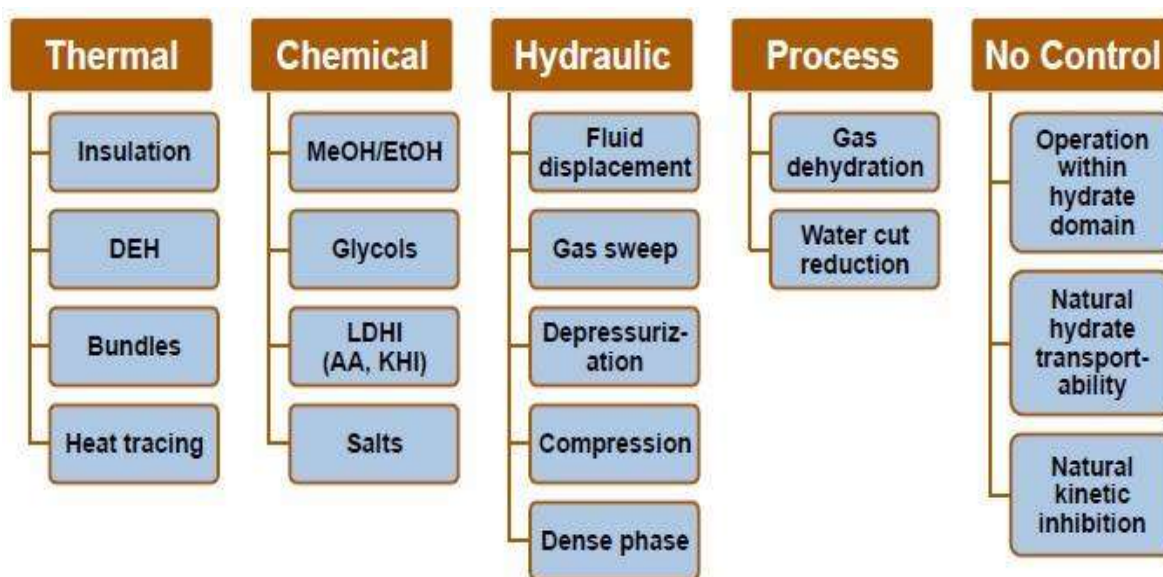 Thermal
Insulation
DEH
Bundles
Heat tracing
Chemical
MeOH/EtOH
Glycols
LDHI
(AA, KHI)
Salts
Hydraulic
Fluid
displacement
Gas sweep
Depressuriz-
ation
Compression
Dense phase
Process
Gas
dehydration
Water cut
reduction
No Control
Operation
within
hydrate
domain
Natural
hydrate
transport-
ability
Natural
kinetic
inhibition